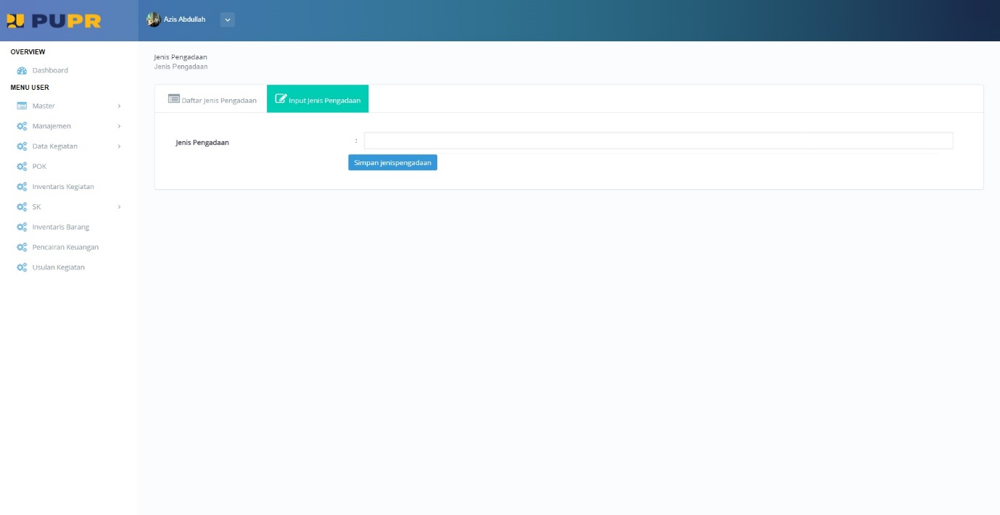 PUPR
Azis Abdullah
OVERVIEW
Dashboard
MENU USER
Master
Manajemen
Data Kegiatan
POK
Inventaris Kegiatan
SK
Inventaris Barang
Pencairan Keuangan
Usulan Kegiatan
Jenis Pengadaan
Jenis Pengadaan
Daftar Jenis Pengadaan Input Jenis Pengadaan
Jenis Pengadaan :
Simpan jenispengadaan